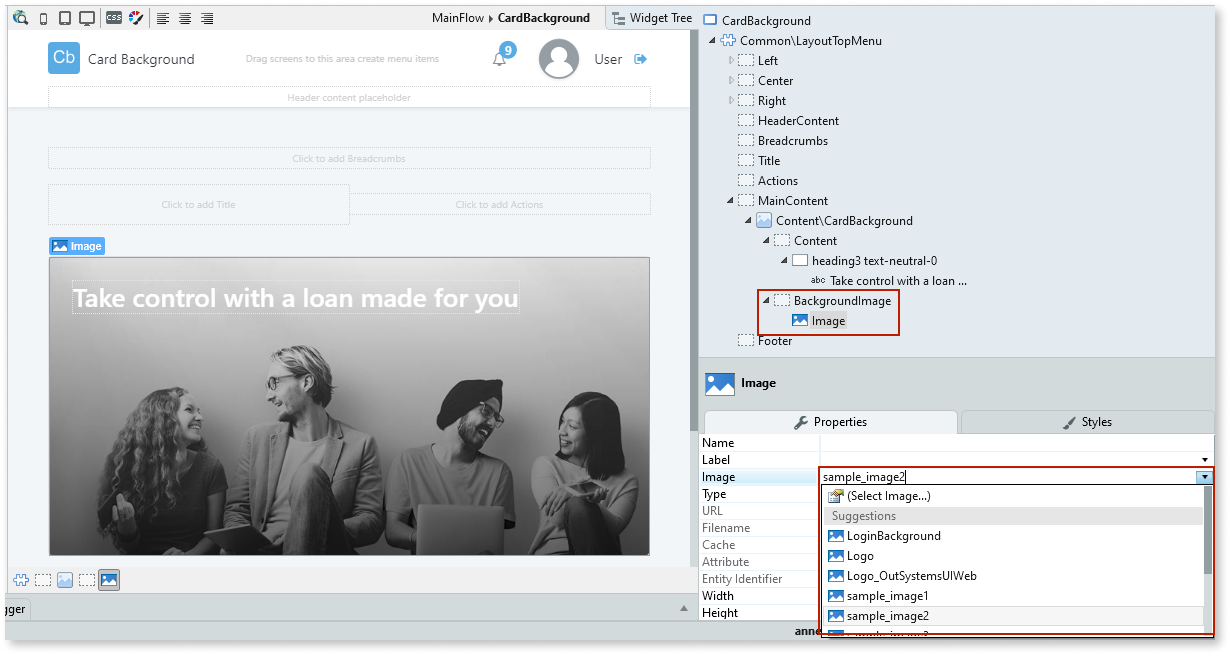 CSS
MainFlow ▸ CardBackground
Widget Tree
Cb
Card Background
Drag screens to this area create menu items
9
User
Header content placeholder
Click to add Breadcrumbs
Click to add Title
Click to add Actions
Image
Take control with a loan made for you
gger
CardBackground
Common\LayoutTopMenu
Left
Center
Right
HeaderContent
Breadcrumbs
Title
Actions
MainContent
Content\CardBackground
Content
heading3 text-neutral-0
abc Take control with a loan ...
BackgroundImage
Image
Footer
Image
Properties
Styles
Name
Label
Image
sample_image2
Type
URL
Filename
Cache
Attribute
Entity Identifier
Width
Height
(Select Image...)
Suggestions
LoginBackground
Logo
Logo_OutSystemsUIWeb
sample_image1
sample_image2
anne